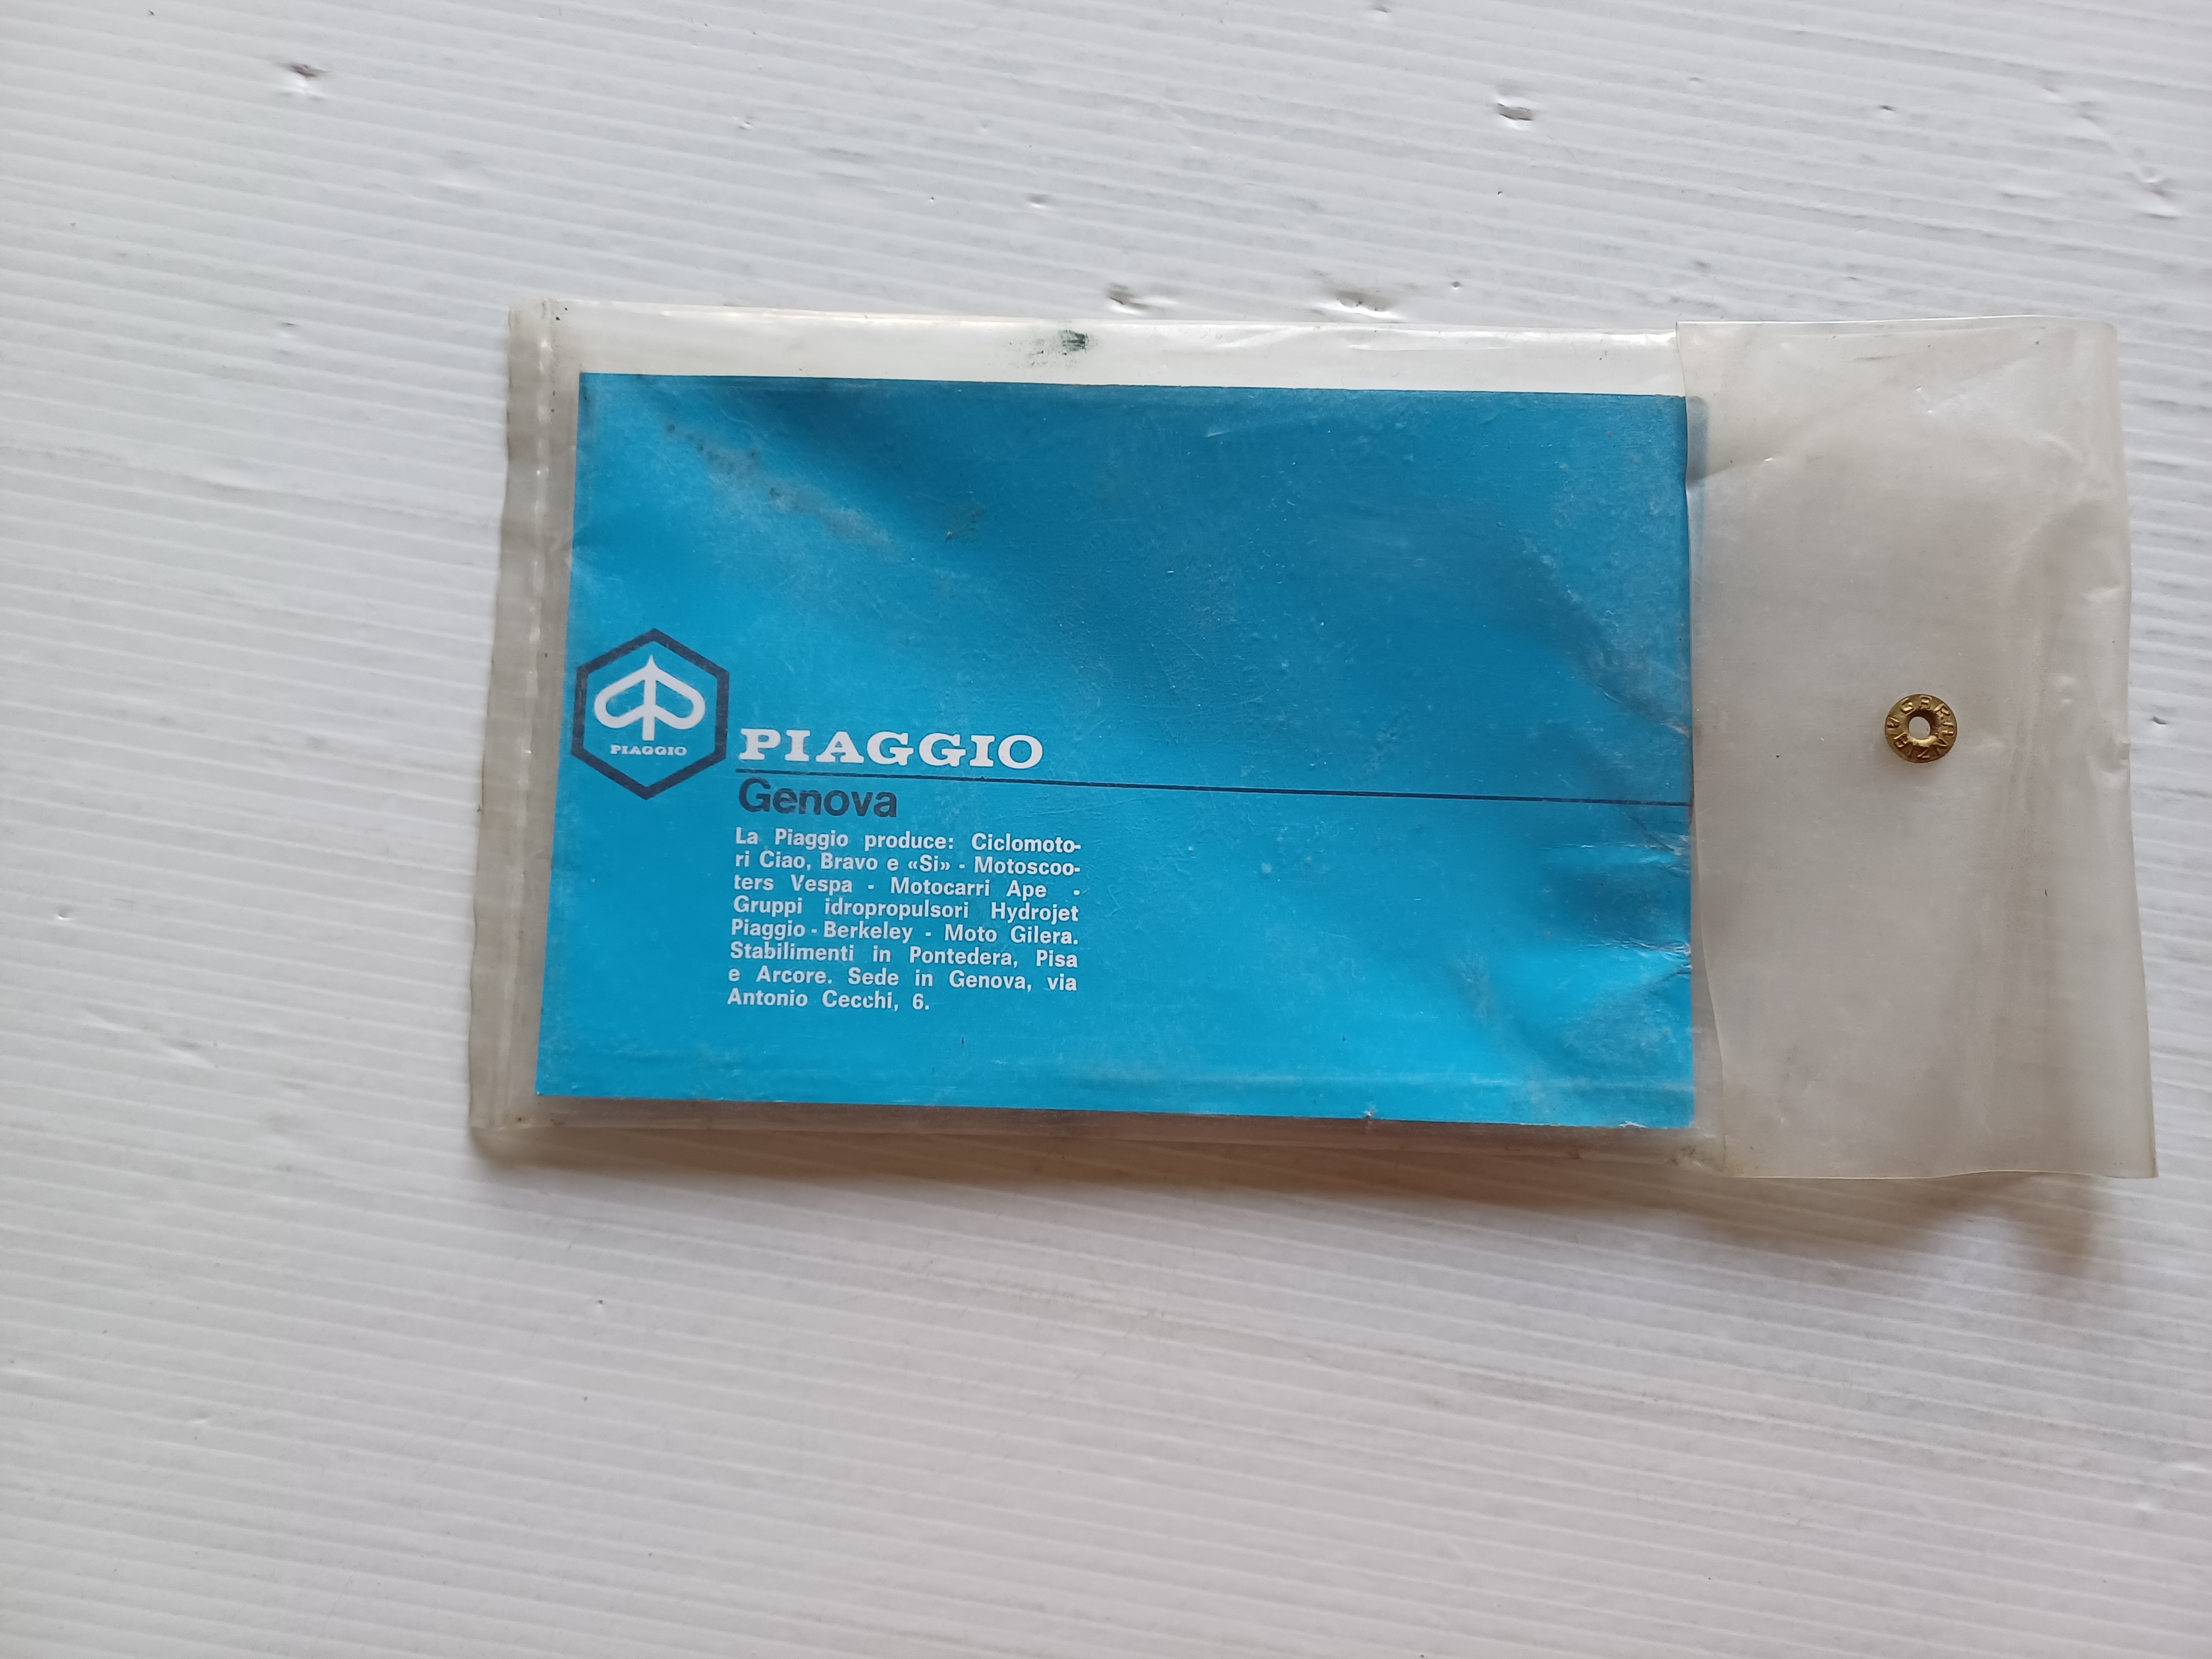 PIAGGIO
PIAGGIO
Genova
La Piaggio produce: Ciclomoto-
ri Ciao, Bravo e «Si» - Motoscoo-
ters Vespa - Motocarri Ape -
Gruppi idropropulsori Hydrojet
Piaggio - Berkeley - Moto Gilera.
Stabilimenti in Pontedera, Pisa
e Arcore. Sede in Genova, via
Antonio Cecchi, 6.